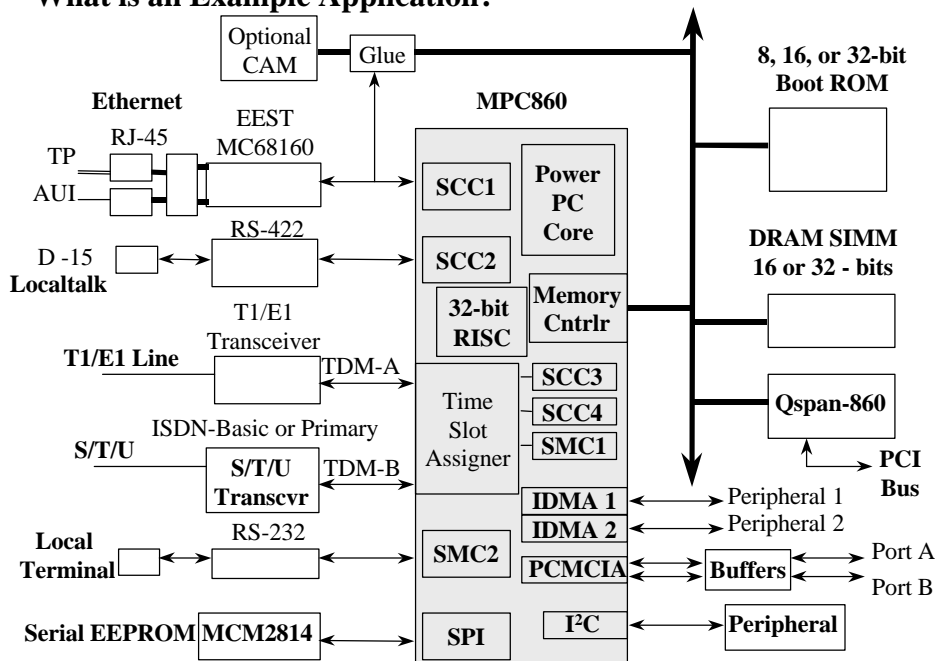 What is an Example Application?
Optional
CAM
Glue
8, 16, or 32-bit
Boot ROM
Ethernet
MPC860
RJ-45
EEST
MC68160
TP
AUI
SCC1
Power
PC
Core
RS-422
D -15
Localtalk
SCC2
DRAM SIMM
16 or 32 - bits
32-bit
RISC
Memory
Cntrlr
T1/E1
Transceiver
T1/E1 Line
TDM-A
Time
Slot
Assigner
SCC3
SCC4
SMC1
Qspan-860
PCI
Bus
ISDN-Basic or Primary
S/T/U
S/T/U
Transcvr
TDM-B
IDMA 1
Peripheral 1
IDMA 2
Peripheral 2
RS-232
Local
Terminal
SMC2
PCMCIA
Buffers
Port A
Port B
Serial EEPROM
MCM2814
SPI
I²C
Peripheral